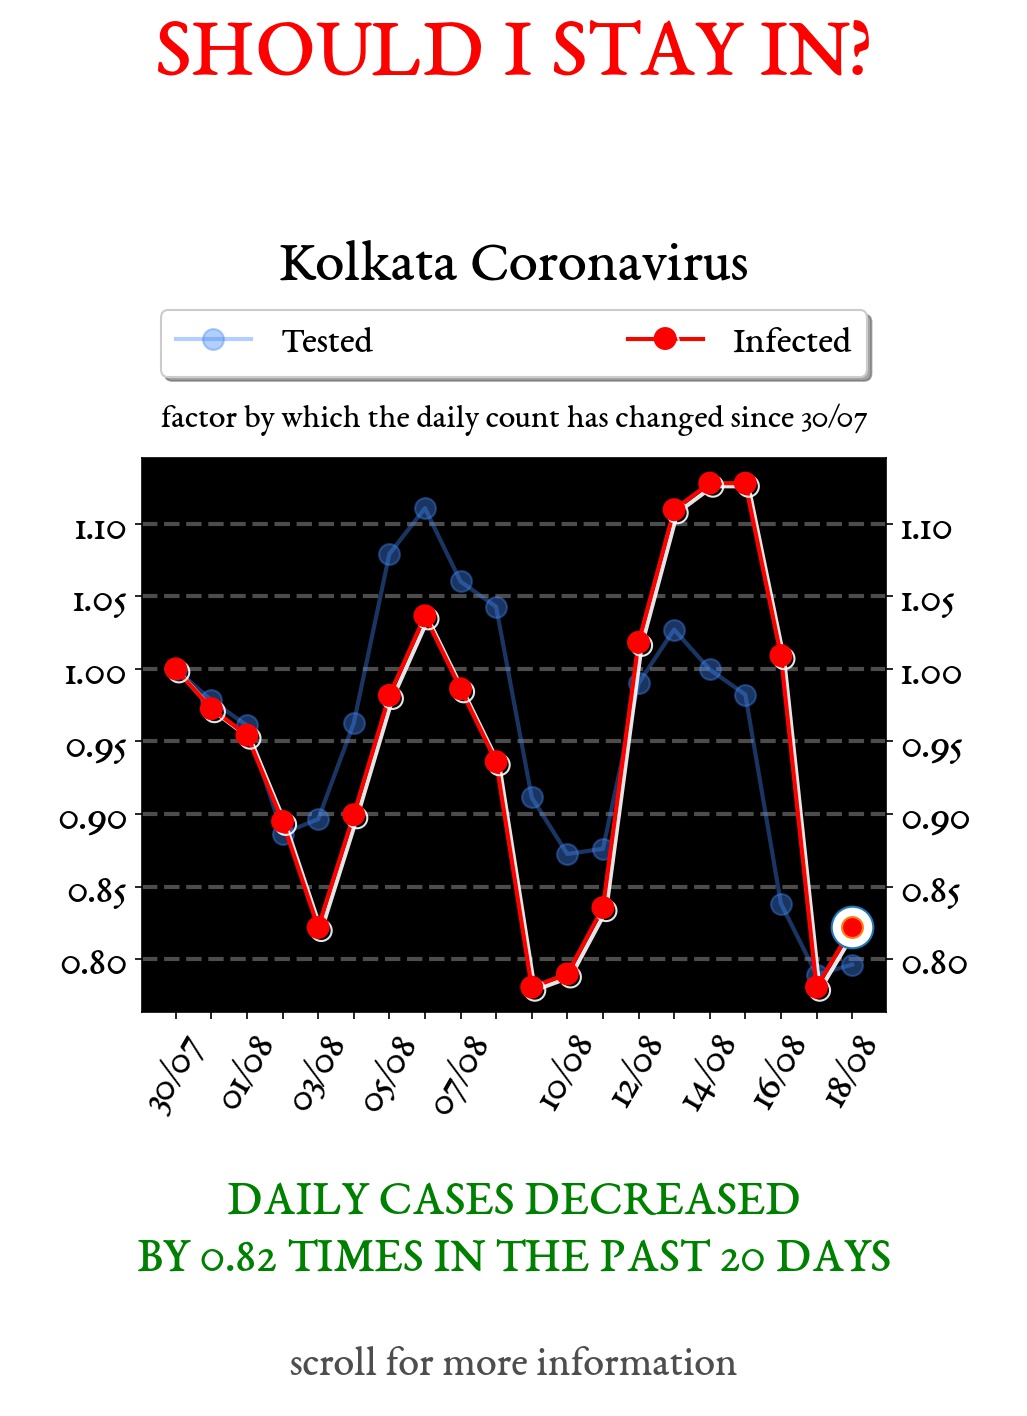 SHOULD I STAY IN?
Kolkata Coronavirus
Tested Infected
factor by which the daily count has changed since 30/07
1.10 1.10
1.05 1.05
1.00 1.00
0.95 0.95
0.90 0.90
0.85 0.85
0.80 0.80
30/07 01/08 03/08 05/08 07/08 10/08 12/08 14/08 16/08 18/08
DAILY CASES DECREASED
BY 0.82 TIMES IN THE PAST 20 DAYS
scroll for more information